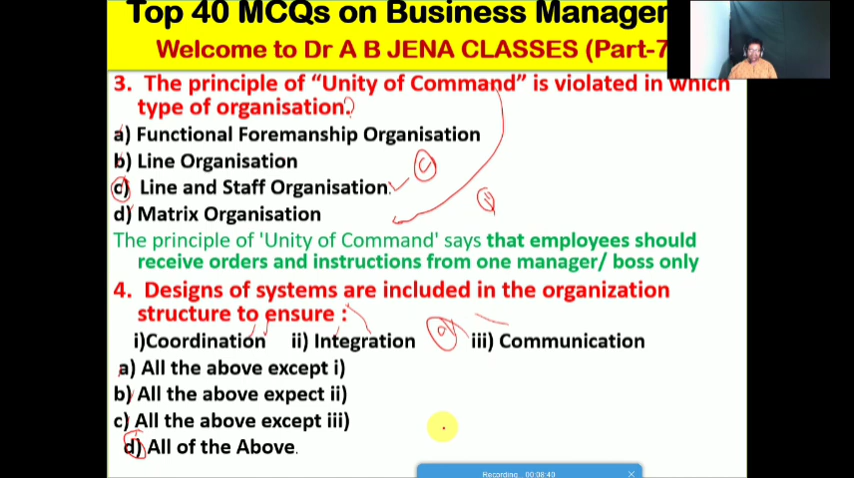 Top 40 MCQs on Business Manager
Welcome to Dr A B JENA CLASSES (Part-7
3. The principle of “Unity of Command” is violated in which
type of organisation.?
a) Functional Foremanship Organisation
b) Line Organisation
c) Line and Staff Organisation.
d) Matrix Organisation
The principle of 'Unity of Command' says that employees should
receive orders and instructions from one manager/ boss only
4. Designs of systems are included in the organization
structure to ensure :
i)Coordination ii) Integration iii) Communication
a) All the above except i)
b) All the above expect ii)
c) All the above except iii)
d) All of the Above.
Recording... 00:08:43